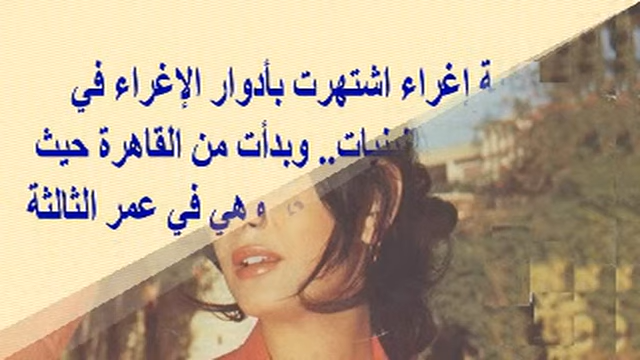 إغراء اشتهرت بأدوار الإغراء في
.. وبدأت من القاهرة حيث
وهي في عمر الثالثة